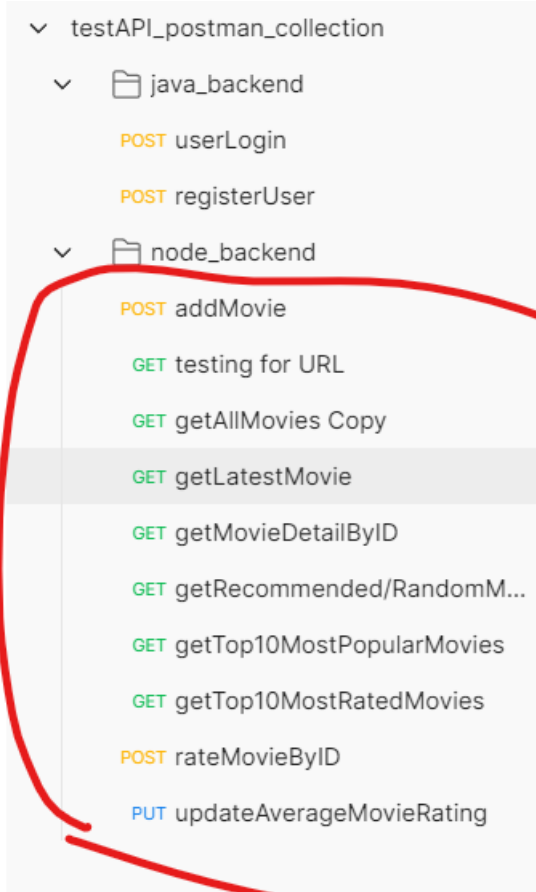 testAPI_postman_collection
java_backend
POST userLogin
POST registerUser
node_backend
POST addMovie
GET testing for URL
GET getAllMovies Copy
GET getLatestMovie
GET getMovieDetailByID
GET getRecommended/RandomM...
GET getTop10MostPopularMovies
GET getTop10MostRatedMovies
POST rateMovieByID
PUT updateAverageMovieRating